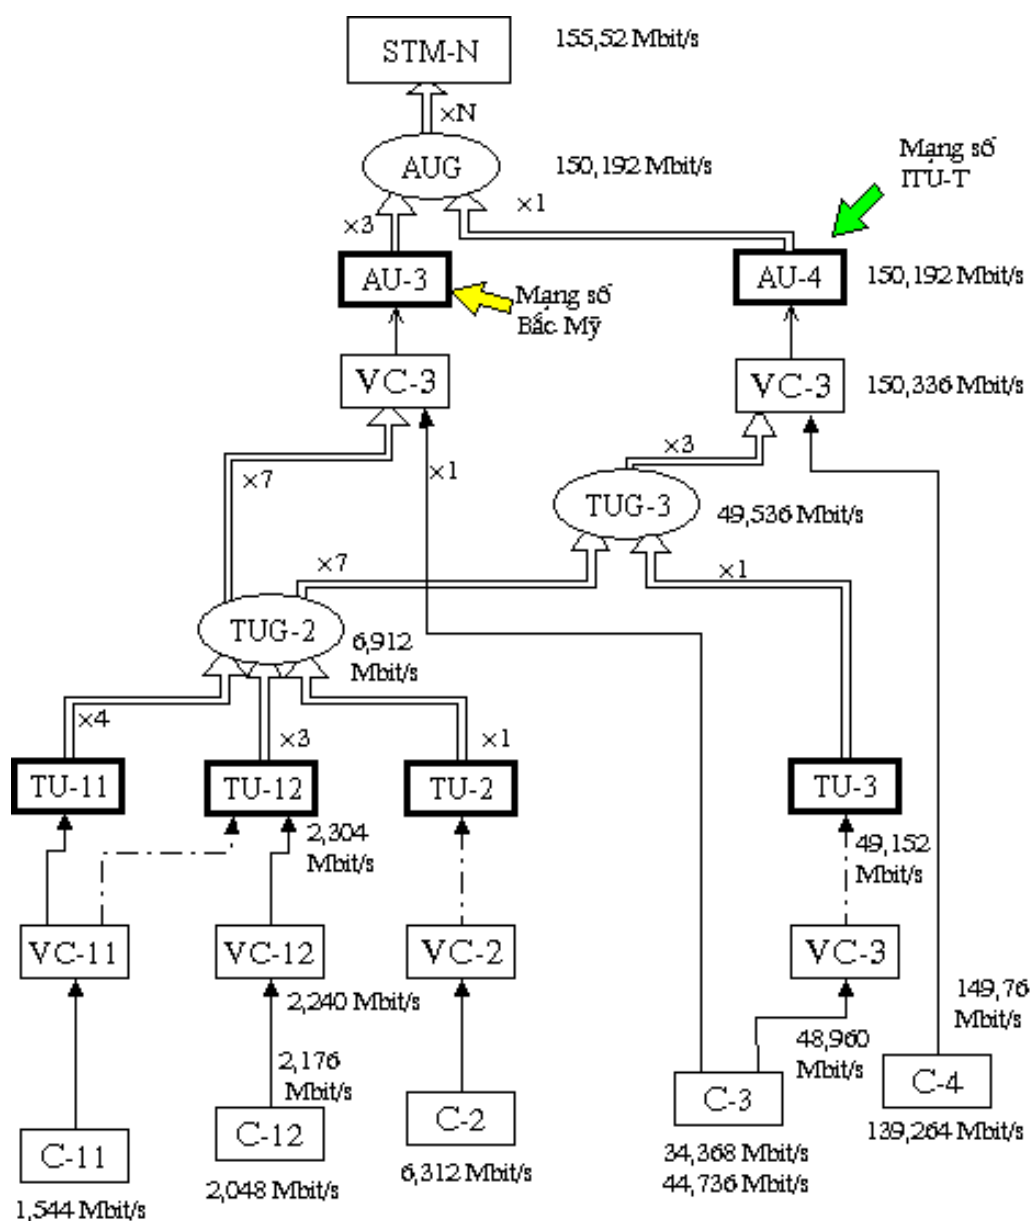 STM-N
155,52 Mbit/s
×N
AUG
150,192 Mbit/s
Mạng số
ITU-T
×3
×1
AU-3
AU-4
150,192 Mbit/s
Mạng số
Bắc Mỹ
VC-3
VC-3
150,336 Mbit/s
×7
×1
×3
TUG-3
49,536 Mbit/s
×7
×1
TUG-2
6,912
Mbit/s
×4
×3
×1
TU-11
TU-12
TU-2
TU-3
2,304
Mbit/s
49,152
Mbit/s
VC-11
VC-12
VC-2
VC-3
2,240 Mbit/s
149,76
Mbit/s
48,960
Mbit/s
2,176
Mbit/s
C-11
C-12
C-2
C-3
C-4
1,544 Mbit/s
2,048 Mbit/s
6,312 Mbit/s
34,368 Mbit/s
44,736 Mbit/s
139,264 Mbit/s